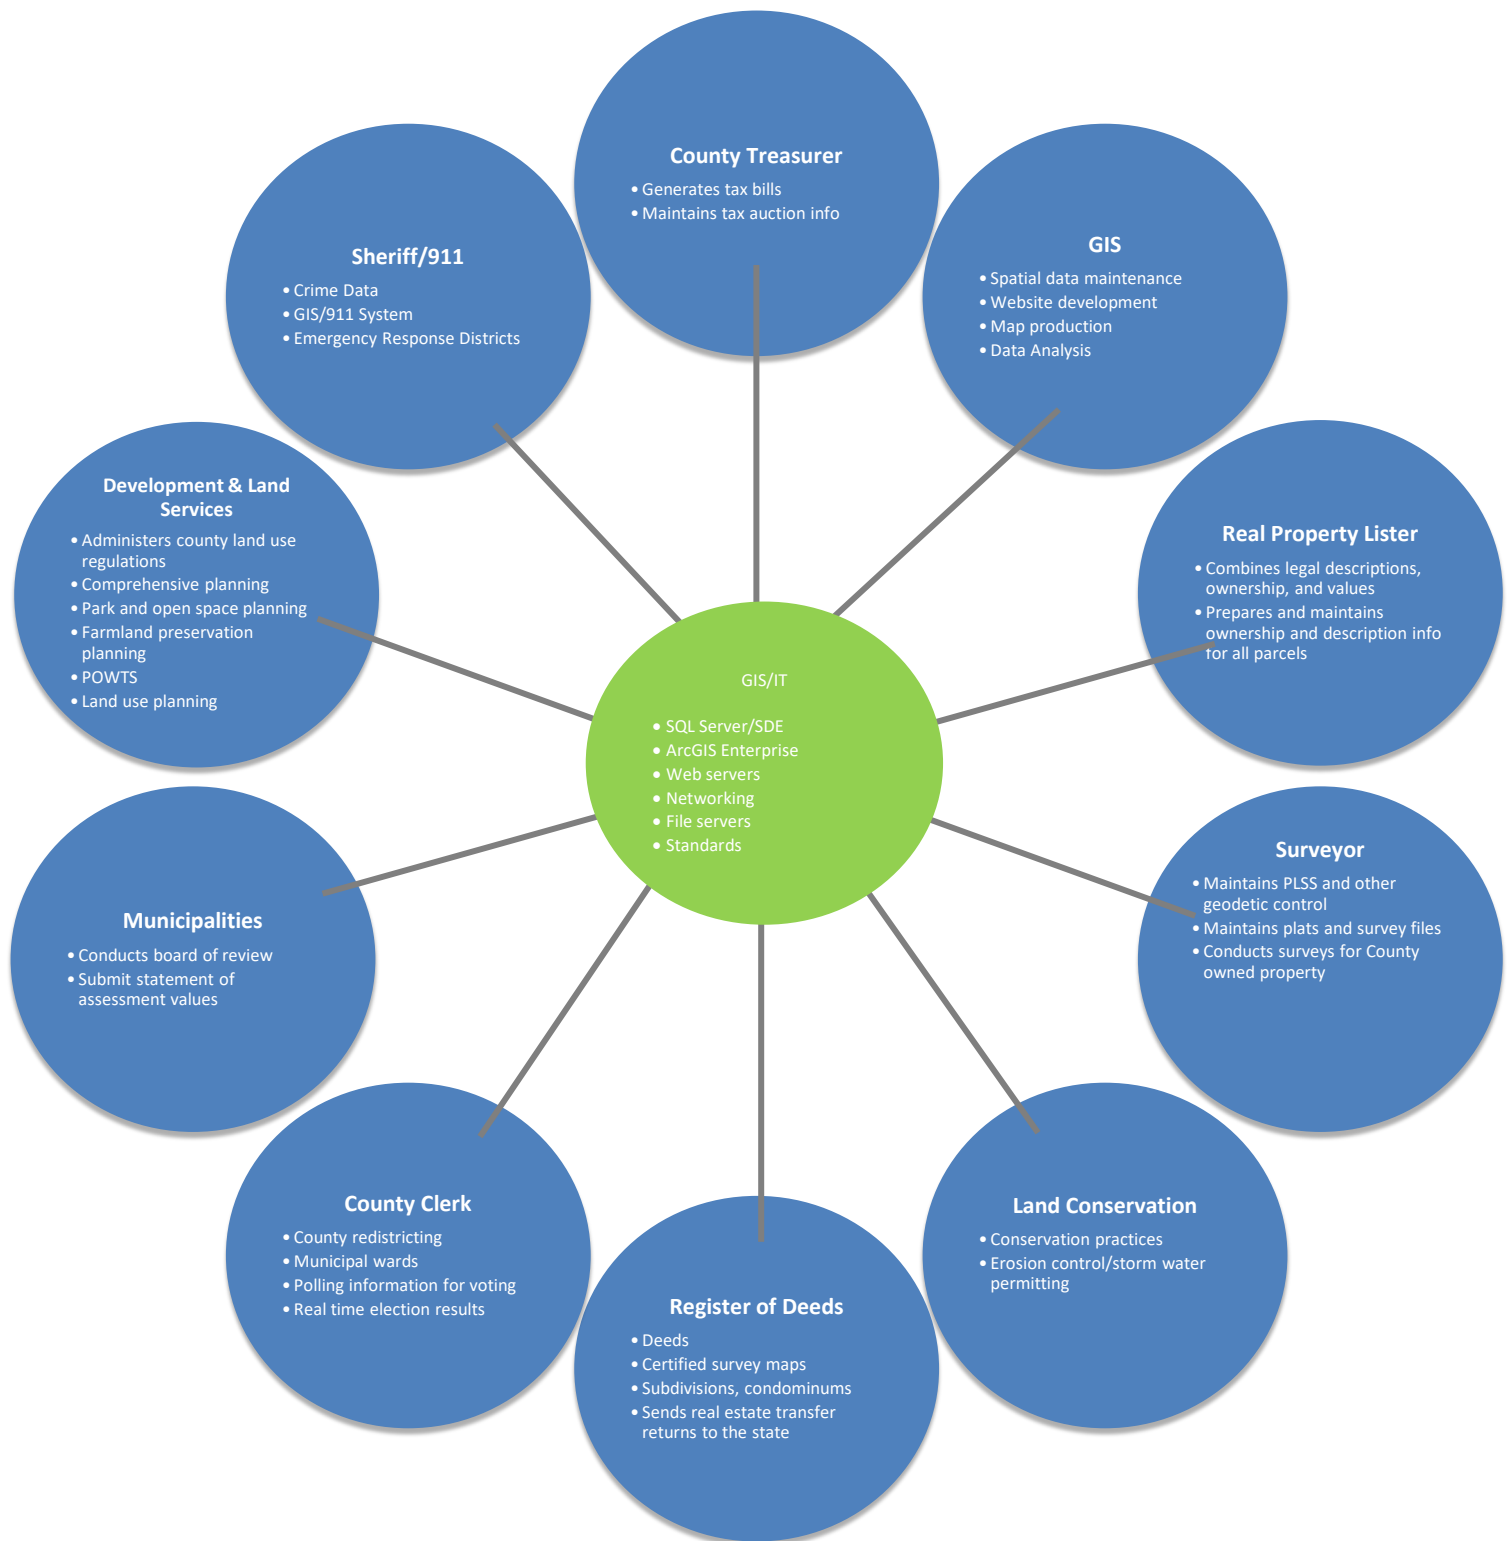 County Treasurer
• Generates tax bills
• Maintains tax auction info
GIS
• Spatial data maintenance
• Website development
• Map production
• Data Analysis
Real Property Lister
• Combines legal descriptions,
ownership, and values
• Prepares and maintains
ownership and description info
for all parcels
Surveyor
• Maintains PLSS and other
geodetic control
• Maintains plats and survey files
• Conducts surveys for County
owned property
Land Conservation
• Conservation practices
• Erosion control/storm water
permitting
Register of Deeds
• Deeds
• Certified survey maps
• Subdivisions, condominums
• Sends real estate transfer
returns to the state
County Clerk
• County redistricting
• Municipal wards
• Polling information for voting
• Real time election results
Municipalities
• Conducts board of review
• Submit statement of
assessment values
Development & Land
Services
• Administers county land use
regulations
• Comprehensive planning
• Park and open space planning
• Farmland preservation
planning
• POWTS
• Land use planning
Sheriff/911
• Crime Data
• GIS/911 System
• Emergency Response Districts
GIS/IT
• SQL Server/SDE
• ArcGIS Enterprise
• Web servers
• Networking
• File servers
• Standards